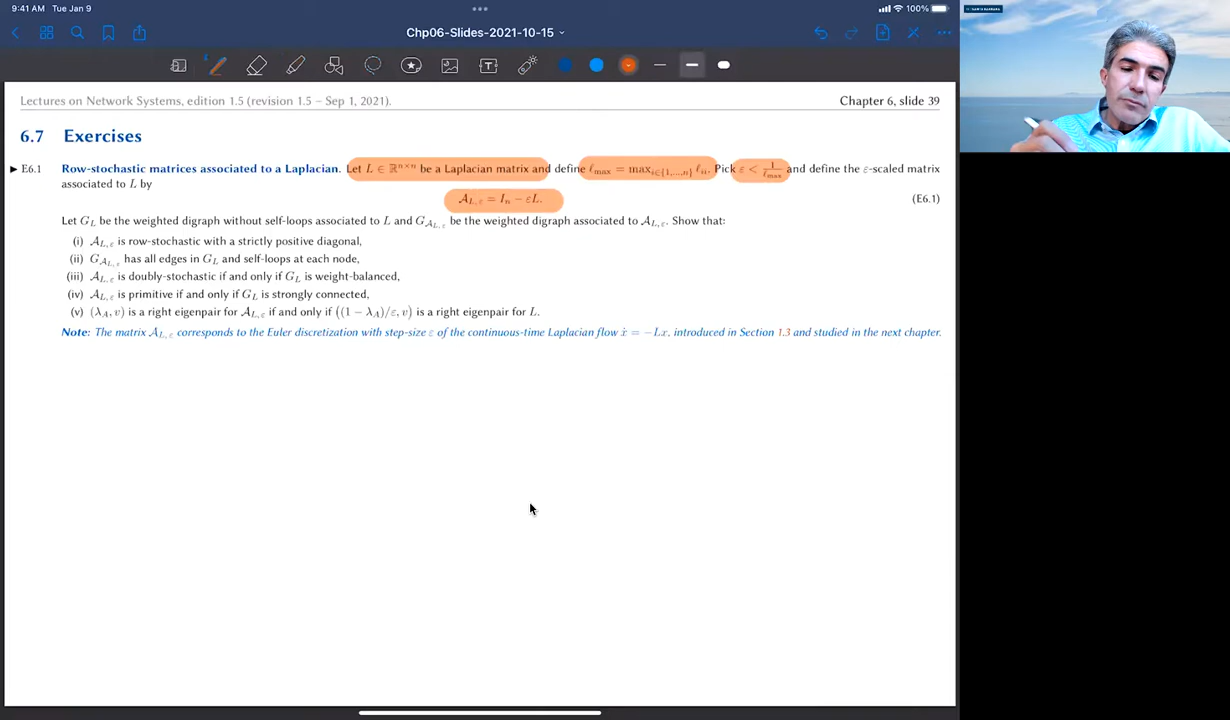 9:41 AM Tue Jan 9
100%
Chp06-Slides-2021-10-15
Lectures on Network Systems, edition 1.5 (revision 1.5 – Sep 1, 2021).
Chapter 6, slide 39
6.7 Exercises
▶ E6.1 Row-stochastic matrices associated to a Laplacian. Let L ∈ ℝⁿˣⁿ be a Laplacian matrix and define ℓ_max = max_{i∈{1,...,n}} ℓ_ii. Pick ε < 1/ℓ_max and define the ε-scaled matrix
associated to L by
A_{L,ε} = I_n − εL. (E6.1)
Let G_L be the weighted digraph without self-loops associated to L and G_{A_{L,ε}} be the weighted digraph associated to A_{L,ε}. Show that:
(i) A_{L,ε} is row-stochastic with a strictly positive diagonal,
(ii) G_{A_{L,ε}} has all edges in G_L and self-loops at each node,
(iii) A_{L,ε} is doubly-stochastic if and only if G_L is weight-balanced,
(iv) A_{L,ε} is primitive if and only if G_L is strongly connected,
(v) (λ_A, v) is a right eigenpair for A_{L,ε} if and only if ((1 − λ_A)/ε, v) is a right eigenpair for L.
Note: The matrix A_{L,ε} corresponds to the Euler discretization with step-size ε of the continuous-time Laplacian flow ẋ = −Lx, introduced in Section 1.3 and studied in the next chapter.